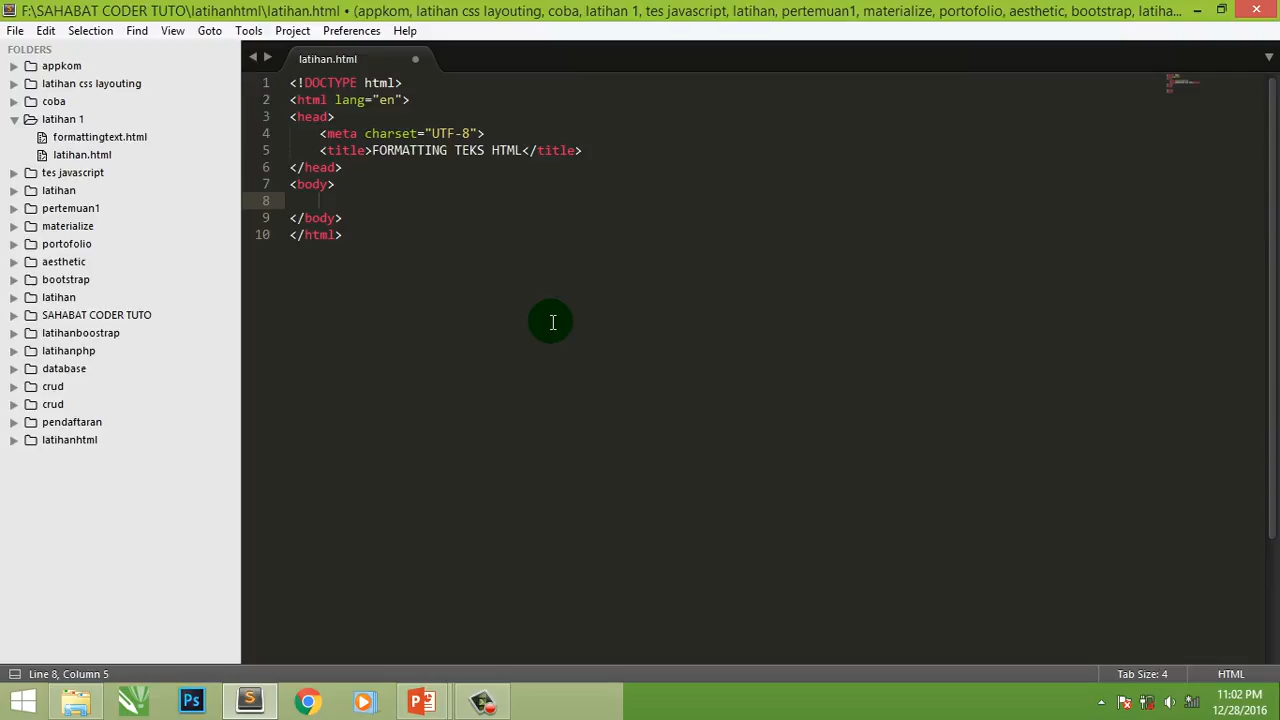 F:\SAHABAT CODER TUTO\latihanhtml\latihan.html • (appkom, latihan css layouting, coba, latihan 1, tes javascript, latihan, pertemuan1, materialize, portofolio, aesthetic, bootstrap, latiha...
File Edit Selection Find View Goto Tools Project Preferences Help
FOLDERS
appkom
latihan css layouting
coba
latihan 1
formattingtext.html
latihan.html
tes javascript
latihan
pertemuan1
materialize
portofolio
aesthetic
bootstrap
latihan
SAHABAT CODER TUTO
latihanboostrap
latihanphp
database
crud
crud
pendaftaran
latihanhtml
latihan.html
1 <!DOCTYPE html>
2 <html lang="en">
3 <head>
4 <meta charset="UTF-8">
5 <title>FORMATTING TEKS HTML</title>
6 </head>
7 <body>
8
9 </body>
10 </html>
Line 8, Column 5
Tab Size: 4
HTML
Ps
S
11:02 PM
12/28/2016